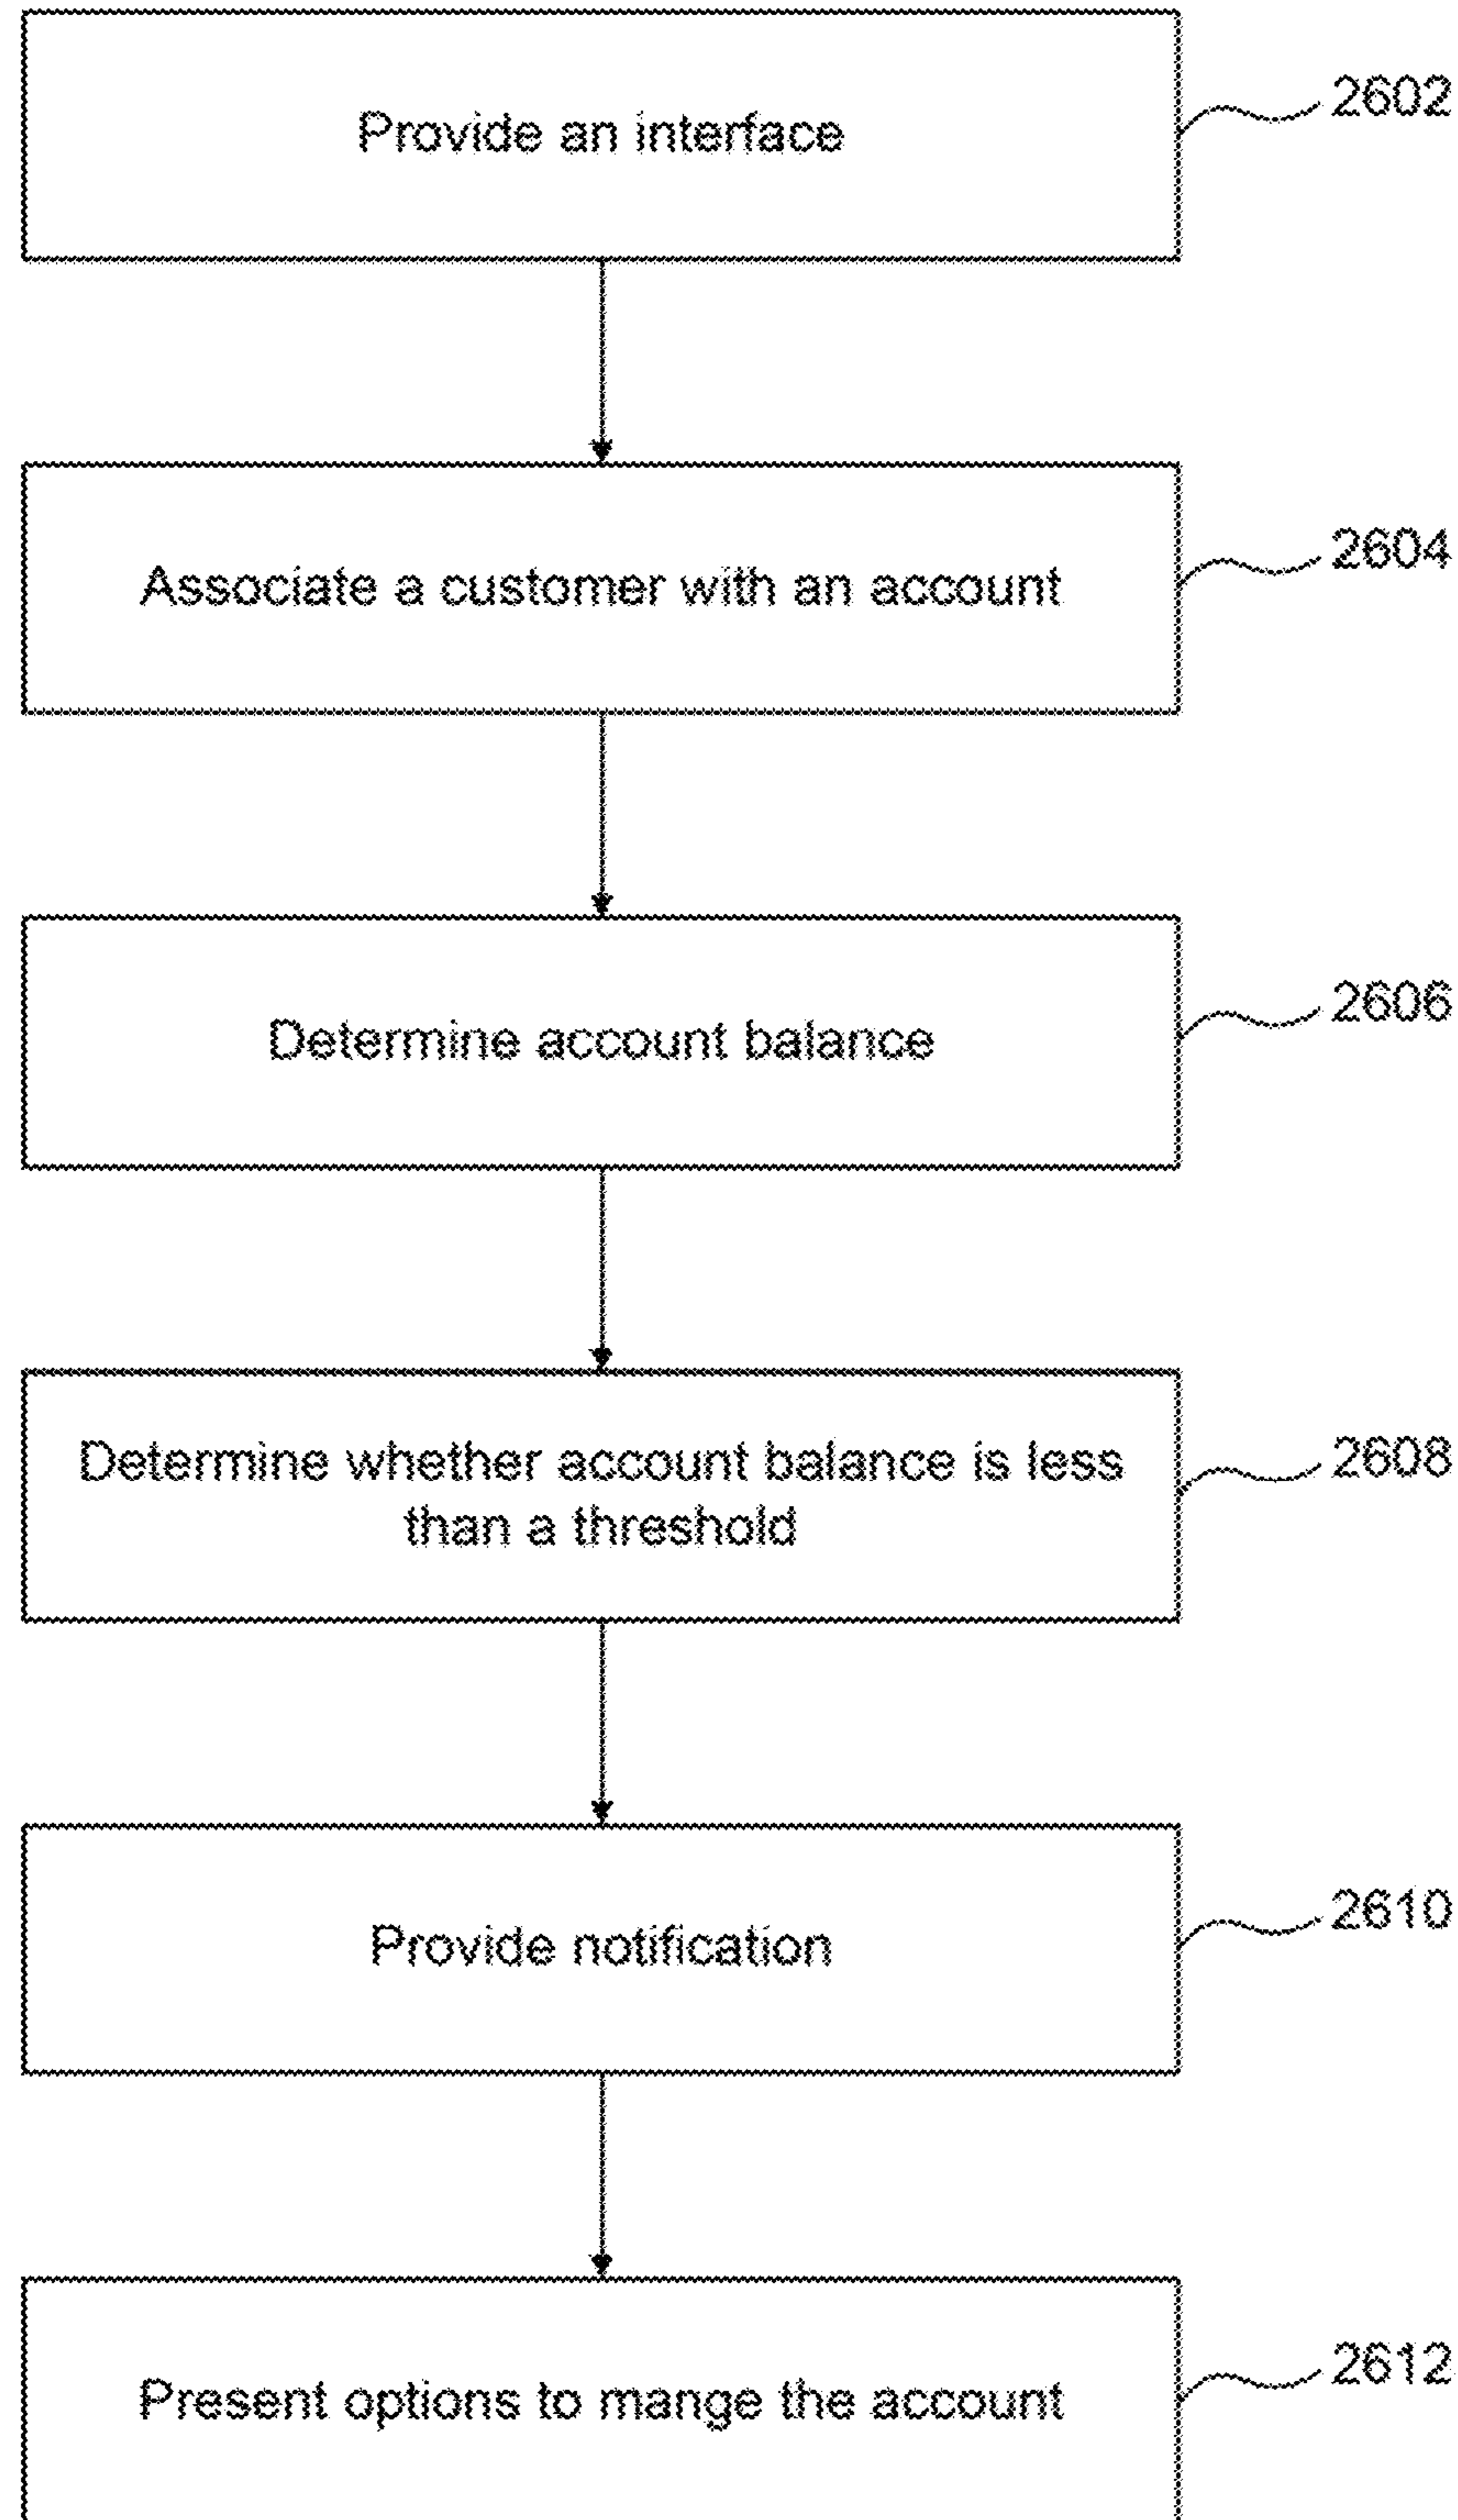 Provide an interface
2602
Associate a customer with an account
2604
Determine account balance
2606
Determine whether account balance is less
than a threshold
2608
Provide notification
2610
Present options to mange the account
2612